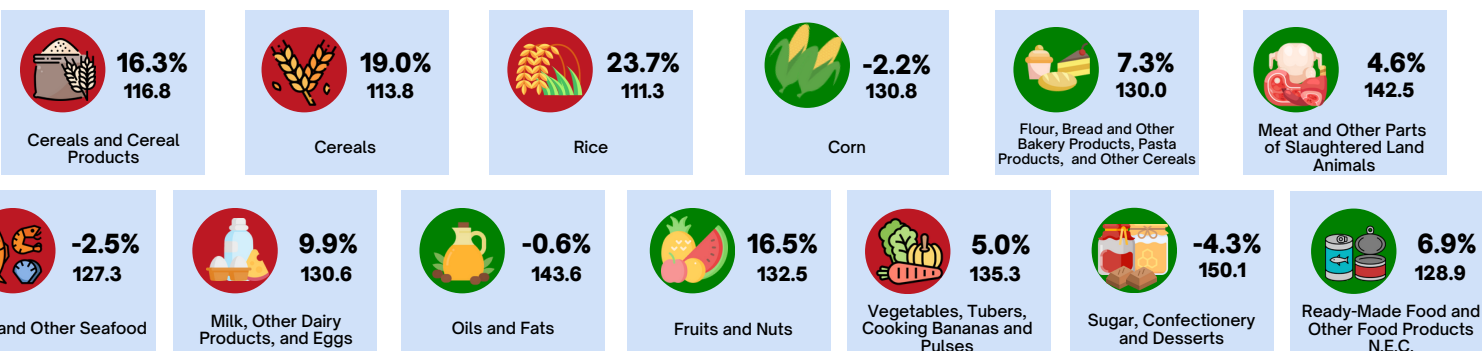 16.3%
116.8
Cereals and Cereal
Products
19.0%
113.8
Cereals
23.7%
111.3
Rice
-2.2%
130.8
Corn
7.3%
130.0
Flour, Bread and Other
Bakery Products, Pasta
Products, and Other Cereals
4.6%
142.5
Meat and Other Parts
of Slaughtered Land
Animals
-2.5%
127.3
and Other Seafood
9.9%
130.6
Milk, Other Dairy
Products, and Eggs
-0.6%
143.6
Oils and Fats
16.5%
132.5
Fruits and Nuts
5.0%
135.3
Vegetables, Tubers,
Cooking Bananas and
Pulses
-4.3%
150.1
Sugar, Confectionery
and Desserts
6.9%
128.9
Ready-Made Food and
Other Food Products
N.E.C.